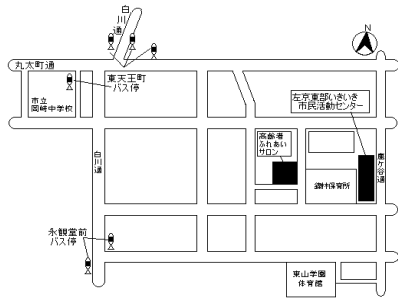 白川通
N
丸太町通
東天王町
バス停
市立
岡崎中学校
左京東部いきいき
市民活動センター
白川通
高齢者
ふれあい
サロン
鹿ケ谷通
錦林保育所
永観堂前
バス停
東山学園
体育館